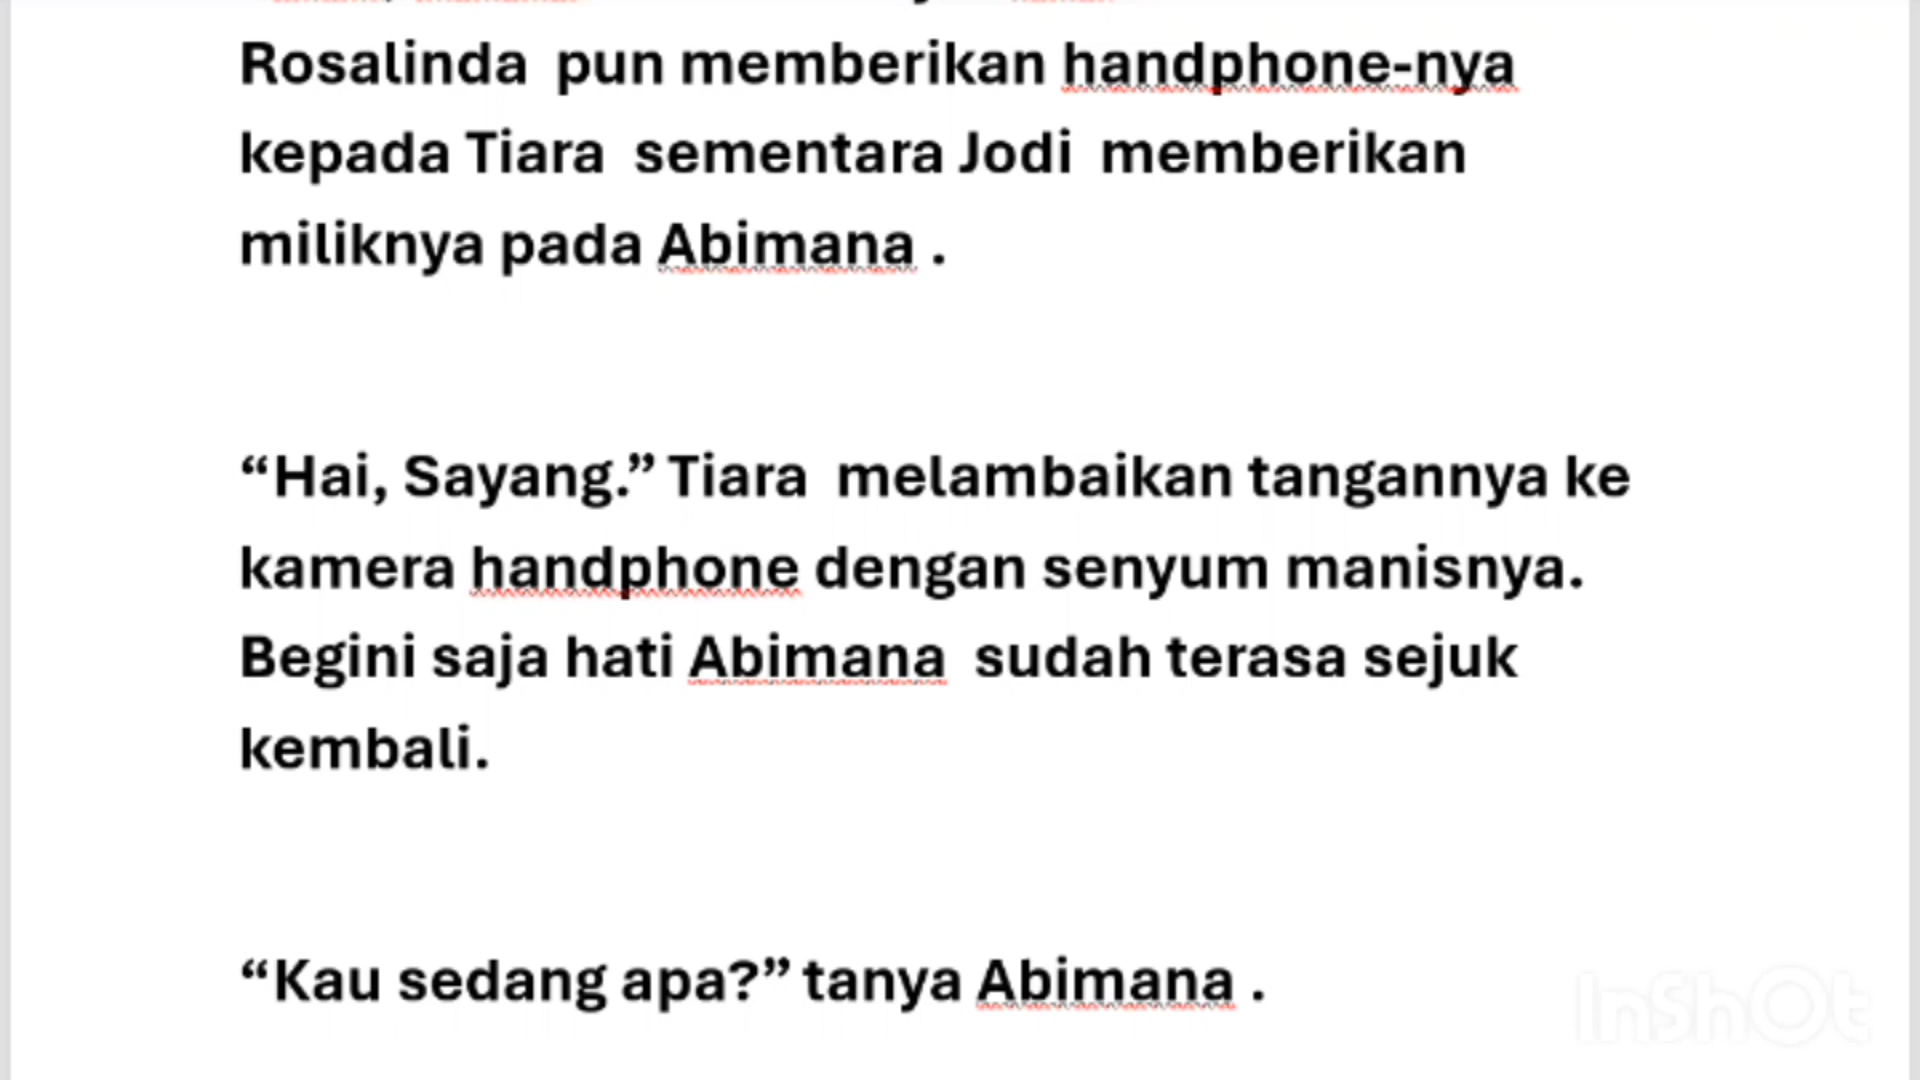 Rosalinda  pun memberikan handphone-nya
kepada Tiara  sementara Jodi  memberikan
miliknya pada Abimana .
“Hai, Sayang.” Tiara  melambaikan tangannya ke
kamera handphone dengan senyum manisnya.
Begini saja hati Abimana  sudah terasa sejuk
kembali.
“Kau sedang apa?” tanya Abimana .
InShOt